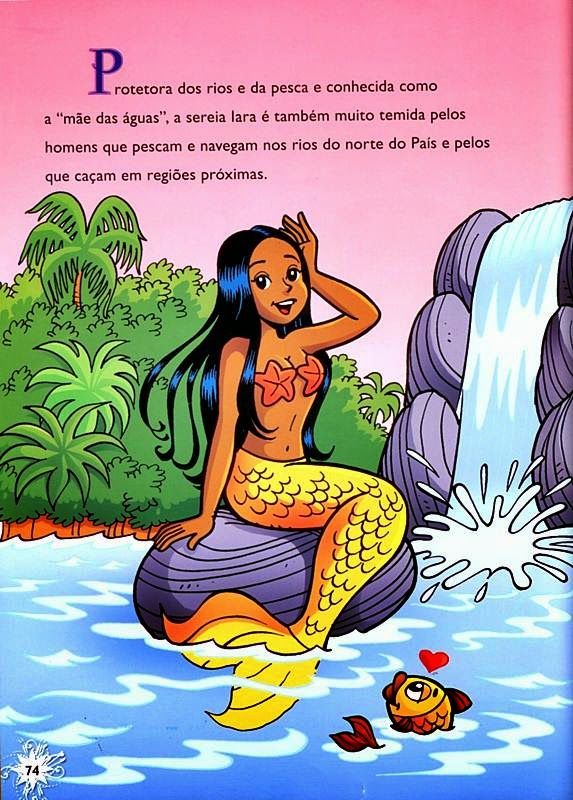 Protetora dos rios e da pesca e conhecida como
a “mãe das águas”, a sereia Iara é também muito temida pelos
homens que pescam e navegam nos rios do norte do País e pelos
que caçam em regiões próximas.
74